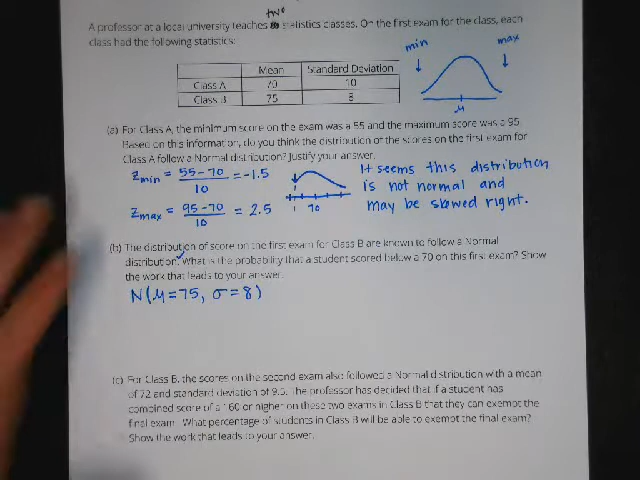 two
A professor at a local university teaches statistics classes. On the first exam for the class, each
class had the following statistics:
min
max
Mean Standard Deviation
Class A 70 10
Class B 75 8
μ
(a) For Class A, the minimum score on the exam was a 55 and the maximum score was a 95.
Based on this information, do you think the distribution of the scores on the first exam for
Class A follow a Normal distribution? Justify your answer.
Zmin = 55-70 / 10 = -1.5
Zmax = 95-70 / 10 = 2.5
70
It seems this distribution
is not normal and
may be skewed right.
(b) The distribution of score on the first exam for Class B are known to follow a Normal
distribution. What is the probability that a student scored below a 70 on this first exam? Show
the work that leads to your answer.
N(μ=75, σ=8)
(c) For Class B, the scores on the second exam also followed a Normal distribution with a mean
of 72 and standard deviation of 9.5. The professor has decided that if a student has
combined score of a 160 or higher on these two exams in Class B that they can exempt the
final exam. What percentage of students in Class B will be able to exempt the final exam?
Show the work that leads to your answer.